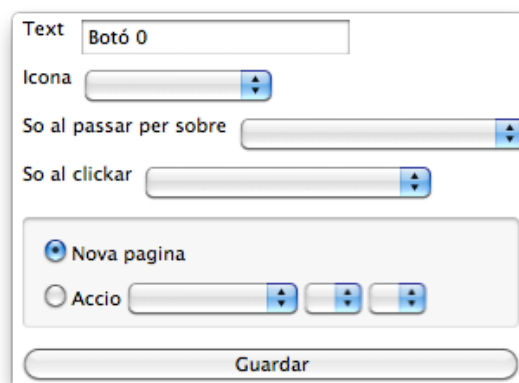 Text Botó 0
Icona
So al passar per sobre
So al clickar
Nova pagina
Accio
Guardar